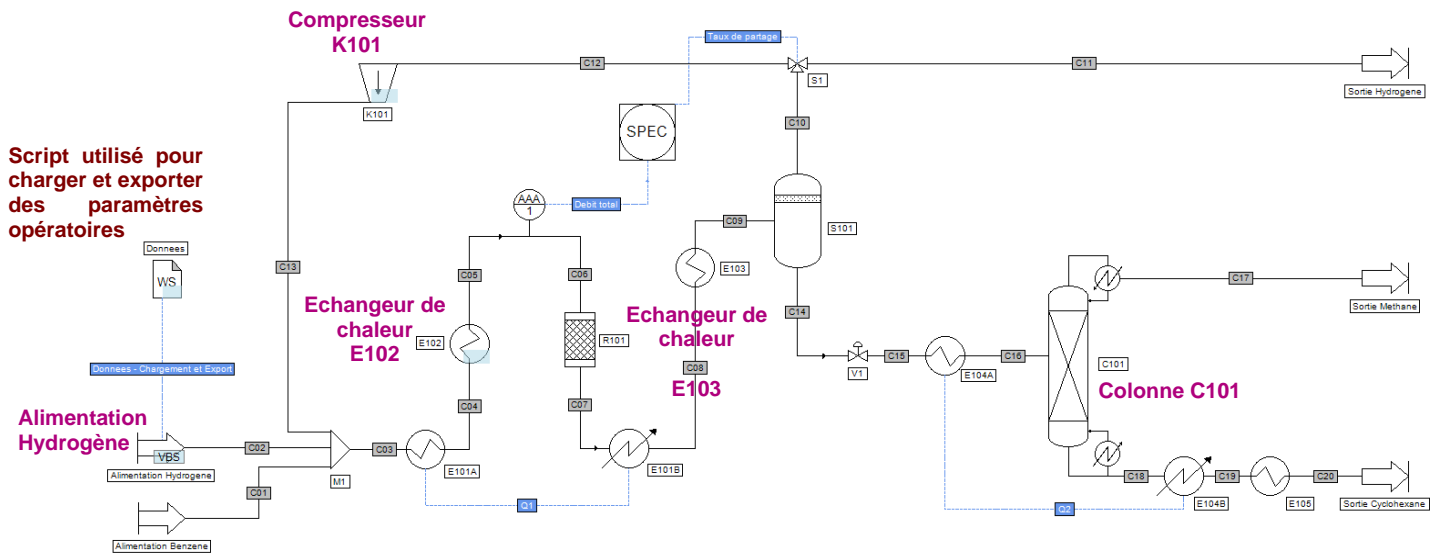 Compresseur
K101
Taux de partage
C12
C11
S1
Sortie Hydrogene
K101
SPEC
C10
Script utilisé pour
charger et exporter
des paramètres
opératoires
AAA
1
Debit total
C09
S101
Donnees
WS
C13
C05
C06
E103
C17
Sortie Methane
Echangeur de
chaleur
E102
E102
R101
Echangeur de
chaleur
E103
C14
C15
V1
E104A
C16
C101
Colonne C101
Donnees - Chargement et Export
C08
C04
C07
Alimentation
Hydrogène
VBS
Alimentation Hydrogene
C02
C03
M1
E101A
E101B
C01
Q1
Alimentation Benzene
C18
C19
C20
E104B
E105
Q2
Sortie Cyclohexane